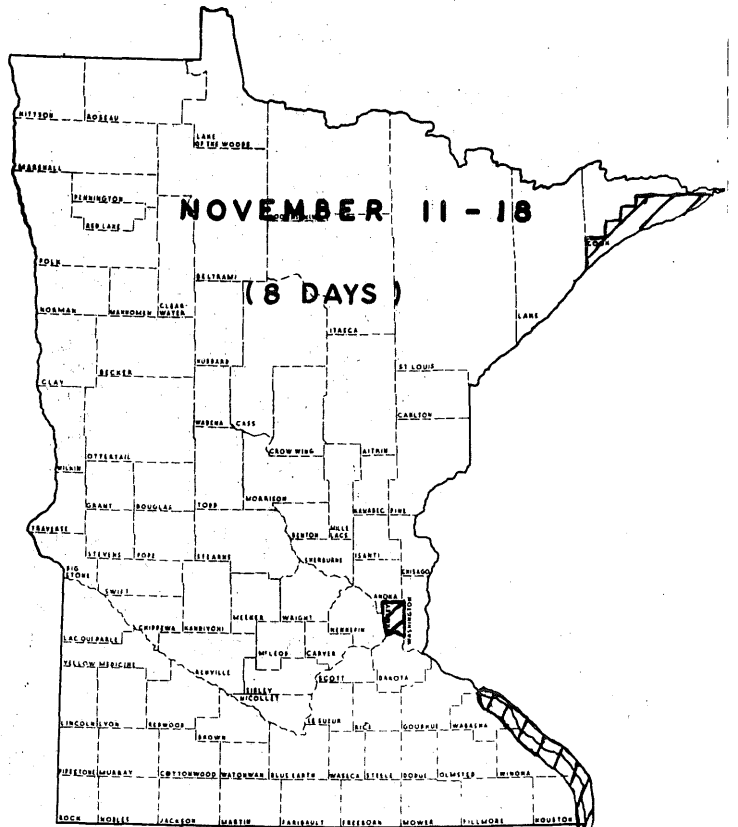 KITTSON ROSEAU
LAKE
OF THE WOODS
MARSHALL
PENNINGTON
RED LAKE
NOVEMBER 11 - 18
COOK
POLK
BELTRAMI
(8 DAYS)
NORMAN MAHNOMEN CLEAR-
WATER
LAKE
ITASCA
HUBBARD
ST LOUIS
BECKER
CLAY
CARLTON
WADENA CASS
CROW WING AITKIN
OTTERTAIL
WILKIN
MORRISON
GRANT DOUGLAS TODD
KANABEC PINE
MILLE
LACS
TRAVERSE
BENTON
STEVENS POPE STEARNS
SHERBURNE ISANTI
BIG
STONE
CHISAGO
SWIFT
ANOKA
WASHINGTON
MEEKER WRIGHT
CHIPPEWA KANDIYOHI
HENNEPIN
LAC QUI PARLE
MCLEOD CARVER
YELLOW MEDICINE
RENVILLE
SCOTT DAKOTA
SIBLEY
NICOLLET
LE SUEUR RICE GOODHUE WABASHA
LINCOLN LYON REDWOOD
BROWN
PIPESTONE MURRAY COTTONWOOD WATONWAN BLUE EARTH WASECA STEELE DODGE OLMSTED WINONA
ROCK NOBLES JACKSON MARTIN FARIBAULT FREEBORN MOWER FILLMORE HOUSTON